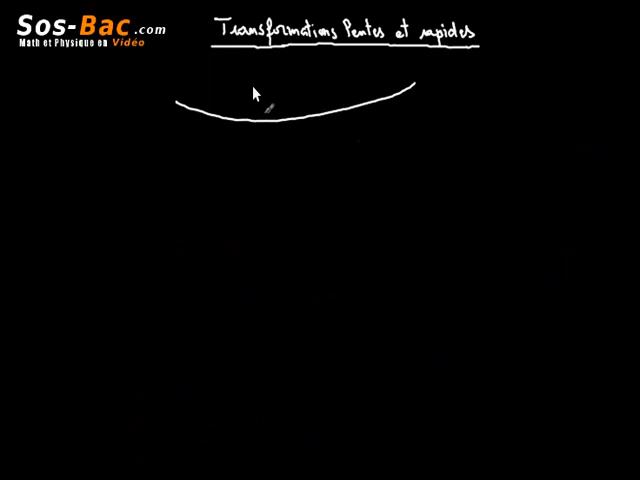 Sos-Bac.com
Math et Physique en Vidéo
Transformations lentes et rapides